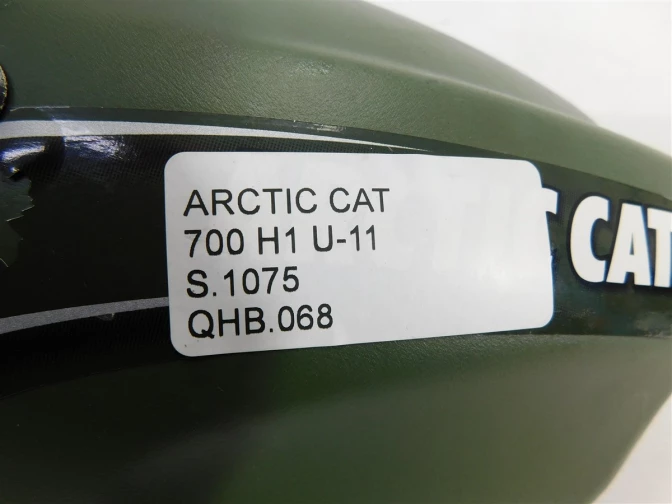 ARCTIC CAT
700 H1 U-11
S.1075
QHB.068
CAT